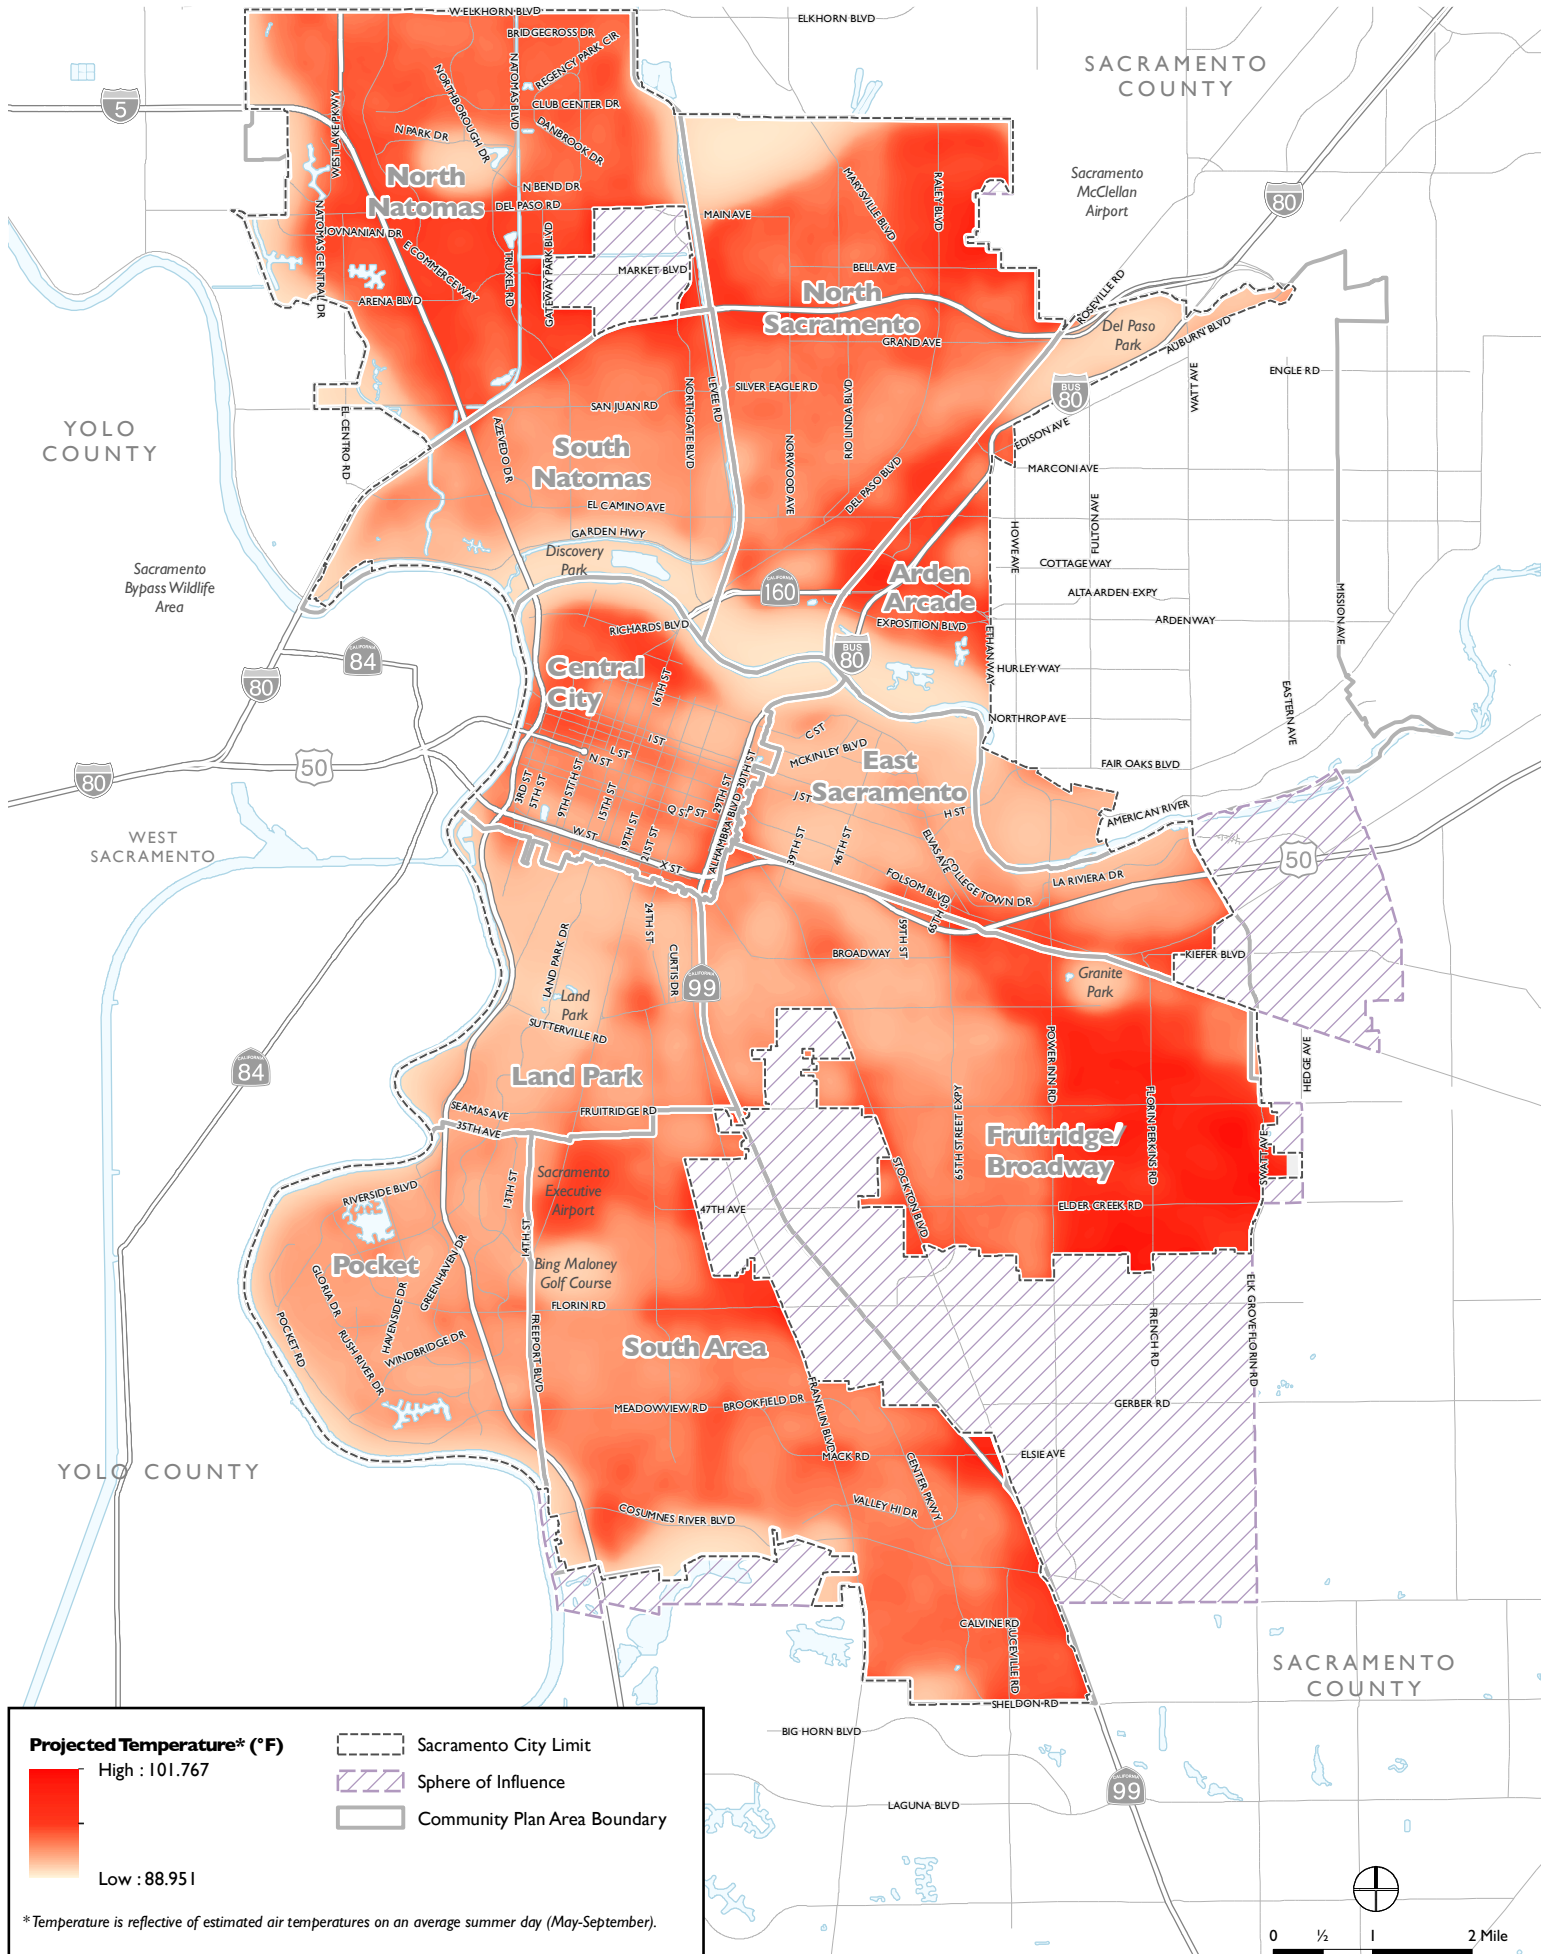 W ELKHORN BLVD
ELKHORN BLVD
BRIDGECROSS DR
REGENCY PARK CIR
NATOMAS BLVD
NORTHBOROUGH DR
CLUB CENTER DR
DANBROOK DR
N PARK DR
WESTLAKE PKWY
5
SACRAMENTO
COUNTY
North
Natomas
N BEND DR
DEL PASO RD
MAIN AVE
MARYSVILLE BLVD
RALEY BLVD
Sacramento
McClellan
Airport
80
NATOMAS CENTRAL DR
E COMMERCE WAY
TRUXEL RD
GATEWAY PARK BLVD
MARKET BLVD
ARENA BLVD
BELL AVE
North
Sacramento
GRAND AVE
ROSEVILLE RD
Del Paso
Park
AUBURN BLVD
WATT AVE
ENGLE RD
BUS
80
SILVER EAGLE RD
SAN JUAN RD
NORTHGATE BLVD
LEVEE RD
NORWOOD AVE
RIO LINDA BLVD
DEL PASO BLVD
EDISON AVE
MARCONI AVE
YOLO
COUNTY
EL CENTRO RD
AZEVEDO DR
South
Natomas
EL CAMINO AVE
GARDEN HWY
Discovery
Park
HOWE AVE
FULTON AVE
COTTAGE WAY
ALTA ARDEN EXPY
ARDEN WAY
MISSION AVE
Sacramento
Bypass Wildlife
Area
CALIFORNIA
160
Arden
Arcade
EXPOSITION BLVD
ETHAN WAY
HURLEY WAY
RICHARDS BLVD
BUS
80
CALIFORNIA
84
80
Central
City
16TH ST
NORTHROP AVE
EASTERN AVE
FAIR OAKS BLVD
50
80
I ST
L ST
N ST
C ST
MCKINLEY BLVD
East
Sacramento
J ST
H ST
3RD ST
5TH ST
9TH ST
15TH ST
19TH ST
21ST ST
Q ST
P ST
29TH ST
30TH ST
ALHAMBRA BLVD
W ST
X ST
39TH ST
46TH ST
ELVAS AVE
COLLEGE TOWN DR
FOLSOM BLVD
59TH ST
65TH ST
LA RIVIERA DR
AMERICAN RIVER
50
WEST
SACRAMENTO
24TH ST
CURTIS DR
LAND PARK DR
BROADWAY
KIEFER BLVD
Granite
Park
CALIFORNIA
99
Land
Park
SUTTERVILLE RD
Land Park
CALIFORNIA
84
SEAMAS AVE
FRUITRIDGE RD
35TH AVE
POWER INN RD
FLORIN PERKINS RD
65TH STREET EXPY
HEDGE AVE
S WATT AVE
Fruitridge/
Broadway
STOCKTON BLVD
ELDER CREEK RD
Sacramento
Executive
Airport
13TH ST
14TH ST
47TH AVE
RIVERSIDE BLVD
Pocket
GLORIA DR
HAVENSIDE DR
GREENHAVEN DR
POCKET RD
RUSH RIVER DR
WINDBRIDGE DR
Bing Maloney
Golf Course
FLORIN RD
FREEPORT BLVD
South Area
MEADOWVIEW RD
BROOKFIELD DR
FRANKLIN BLVD
MACK RD
CENTER PKWY
ELSIE AVE
GERBER RD
FRENCH RD
ELK GROVE FLORIN RD
YOLO COUNTY
COSUMNES RIVER BLVD
VALLEY HI DR
CALVINE RD
SHELDON RD
SACRAMENTO
COUNTY
BIG HORN BLVD
LAGUNA BLVD
CALIFORNIA
99
Projected Temperature* (°F)
High : 101.767
Low : 88.951
Sacramento City Limit
Sphere of Influence
Community Plan Area Boundary
* Temperature is reflective of estimated air temperatures on an average summer day (May-September).
0 ½ 1 2 Mile